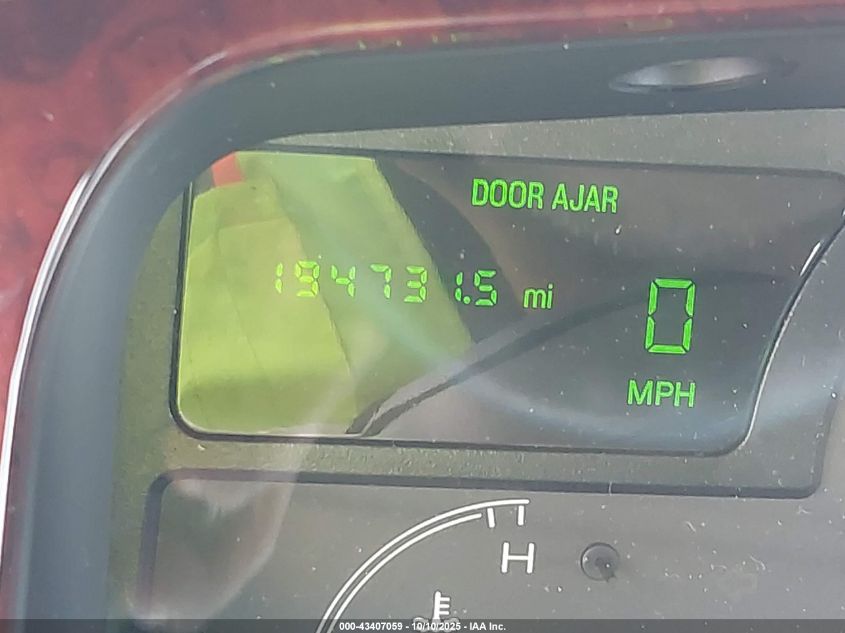 DOOR AJAR
194731.5 mi
0
MPH
H
000-43407059 - 10/10/2025 - IAA Inc.